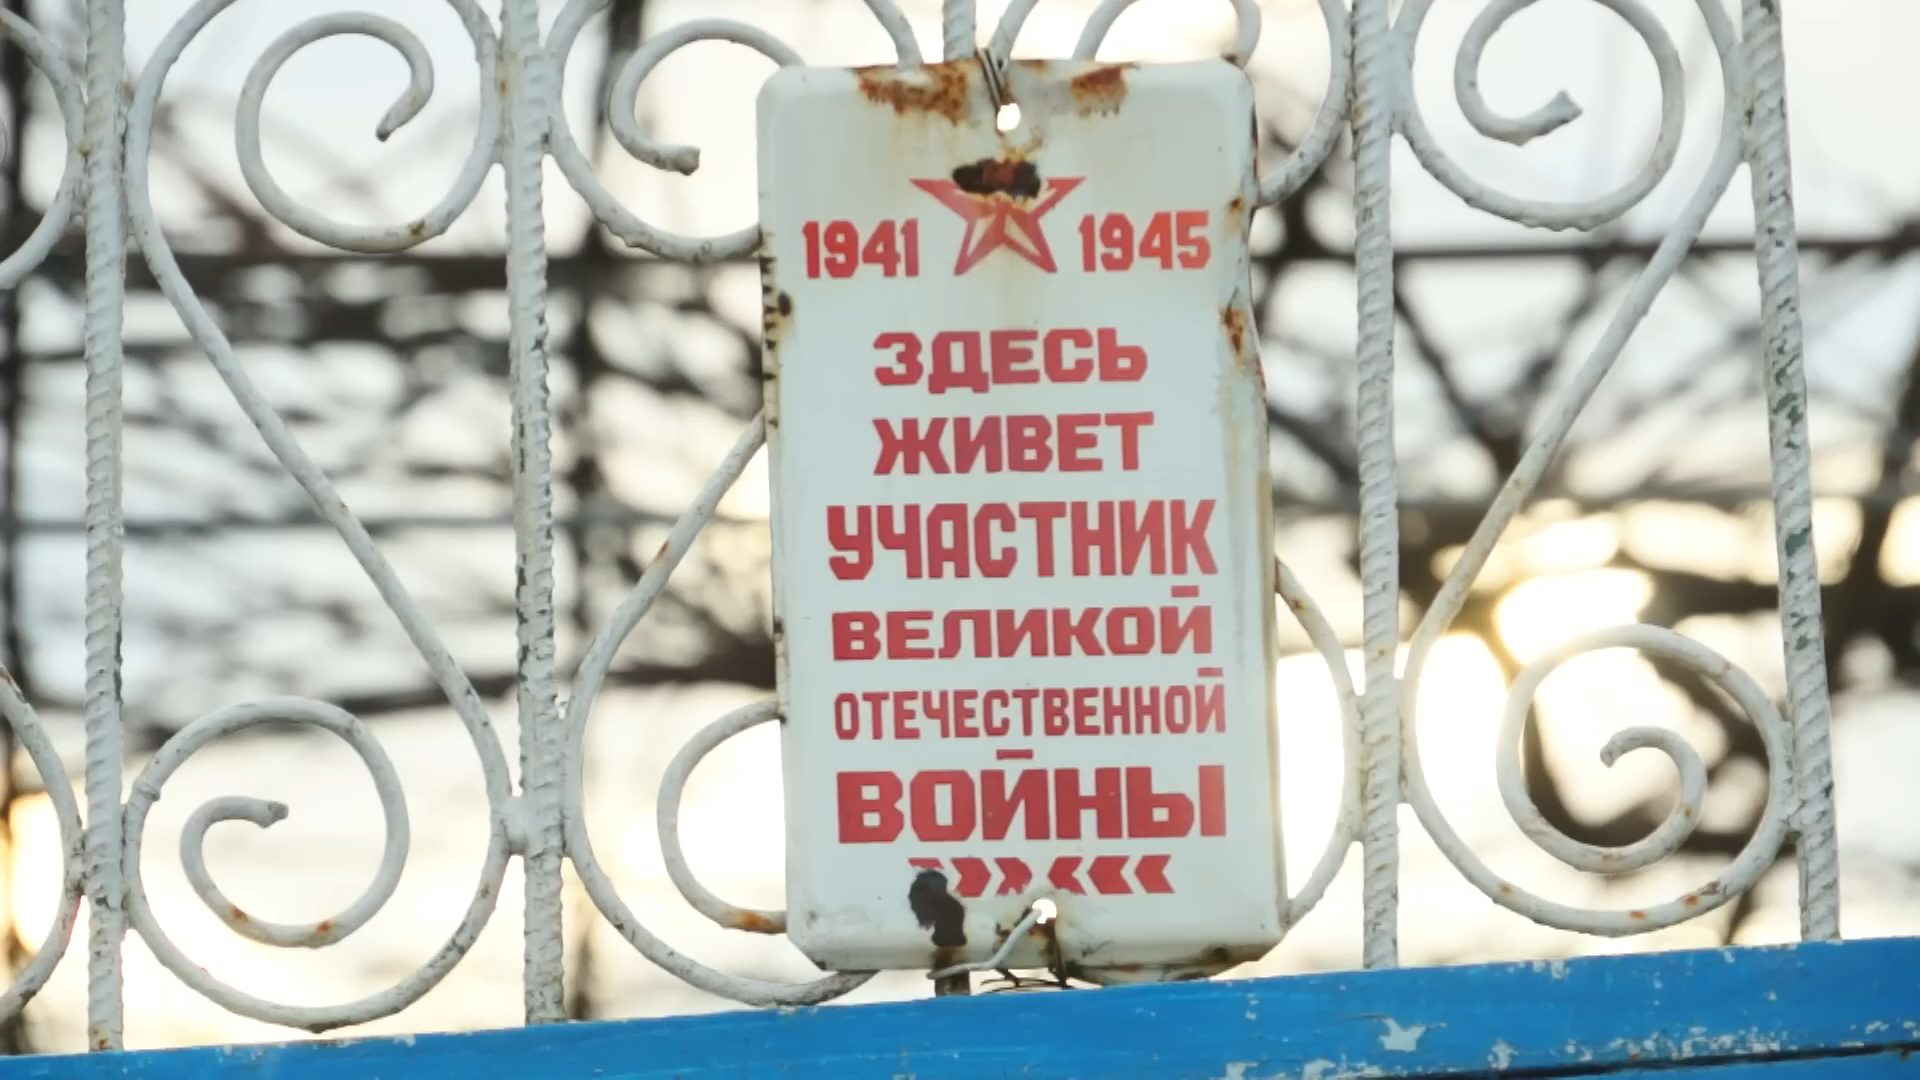 1941 1945
ЗДЕСЬ
ЖИВЕТ
УЧАСТНИК
ВЕЛИКОЙ
ОТЕЧЕСТВЕННОЙ
ВОЙНЫ